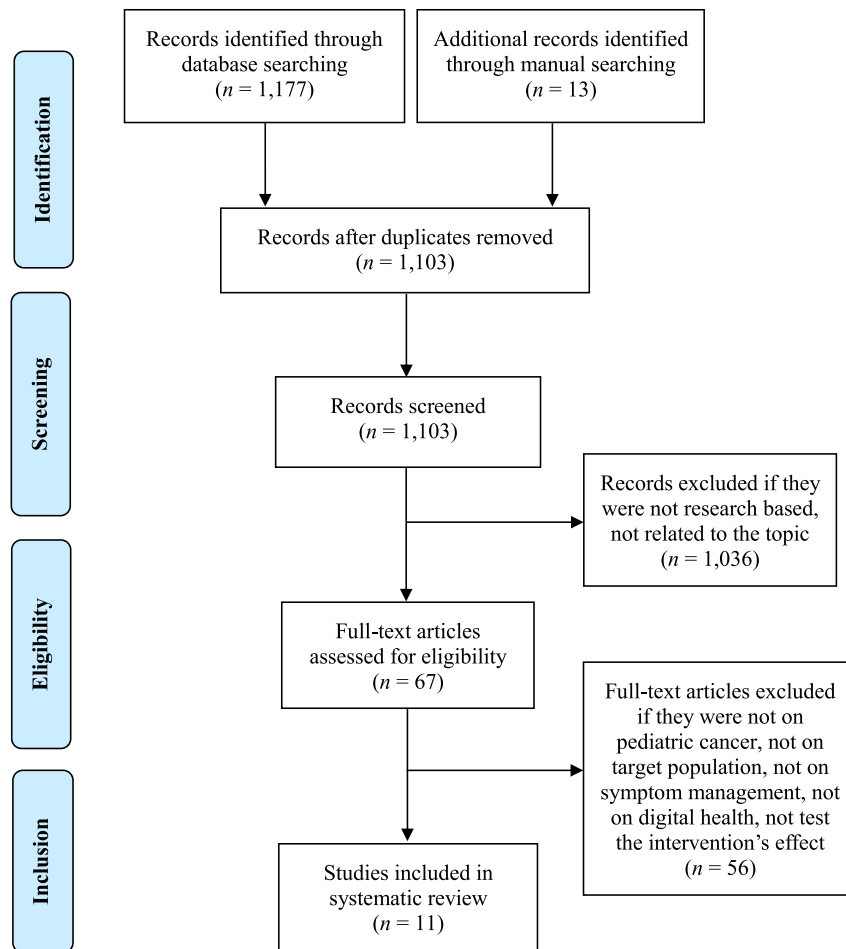 Records identified through
database searching
(n = 1,177)
Additional records identified
through manual searching
(n = 13)
Identification
Records after duplicates removed
(n = 1,103)
Screening
Records screened
(n = 1,103)
Records excluded if they
were not research based,
not related to the topic
(n = 1,036)
Eligibility
Full-text articles
assessed for eligibility
(n = 67)
Full-text articles excluded
if they were not on
pediatric cancer, not on
target population, not on
symptom management, not
on digital health, not test
the intervention’s effect
(n = 56)
Inclusion
Studies included in
systematic review
(n = 11)